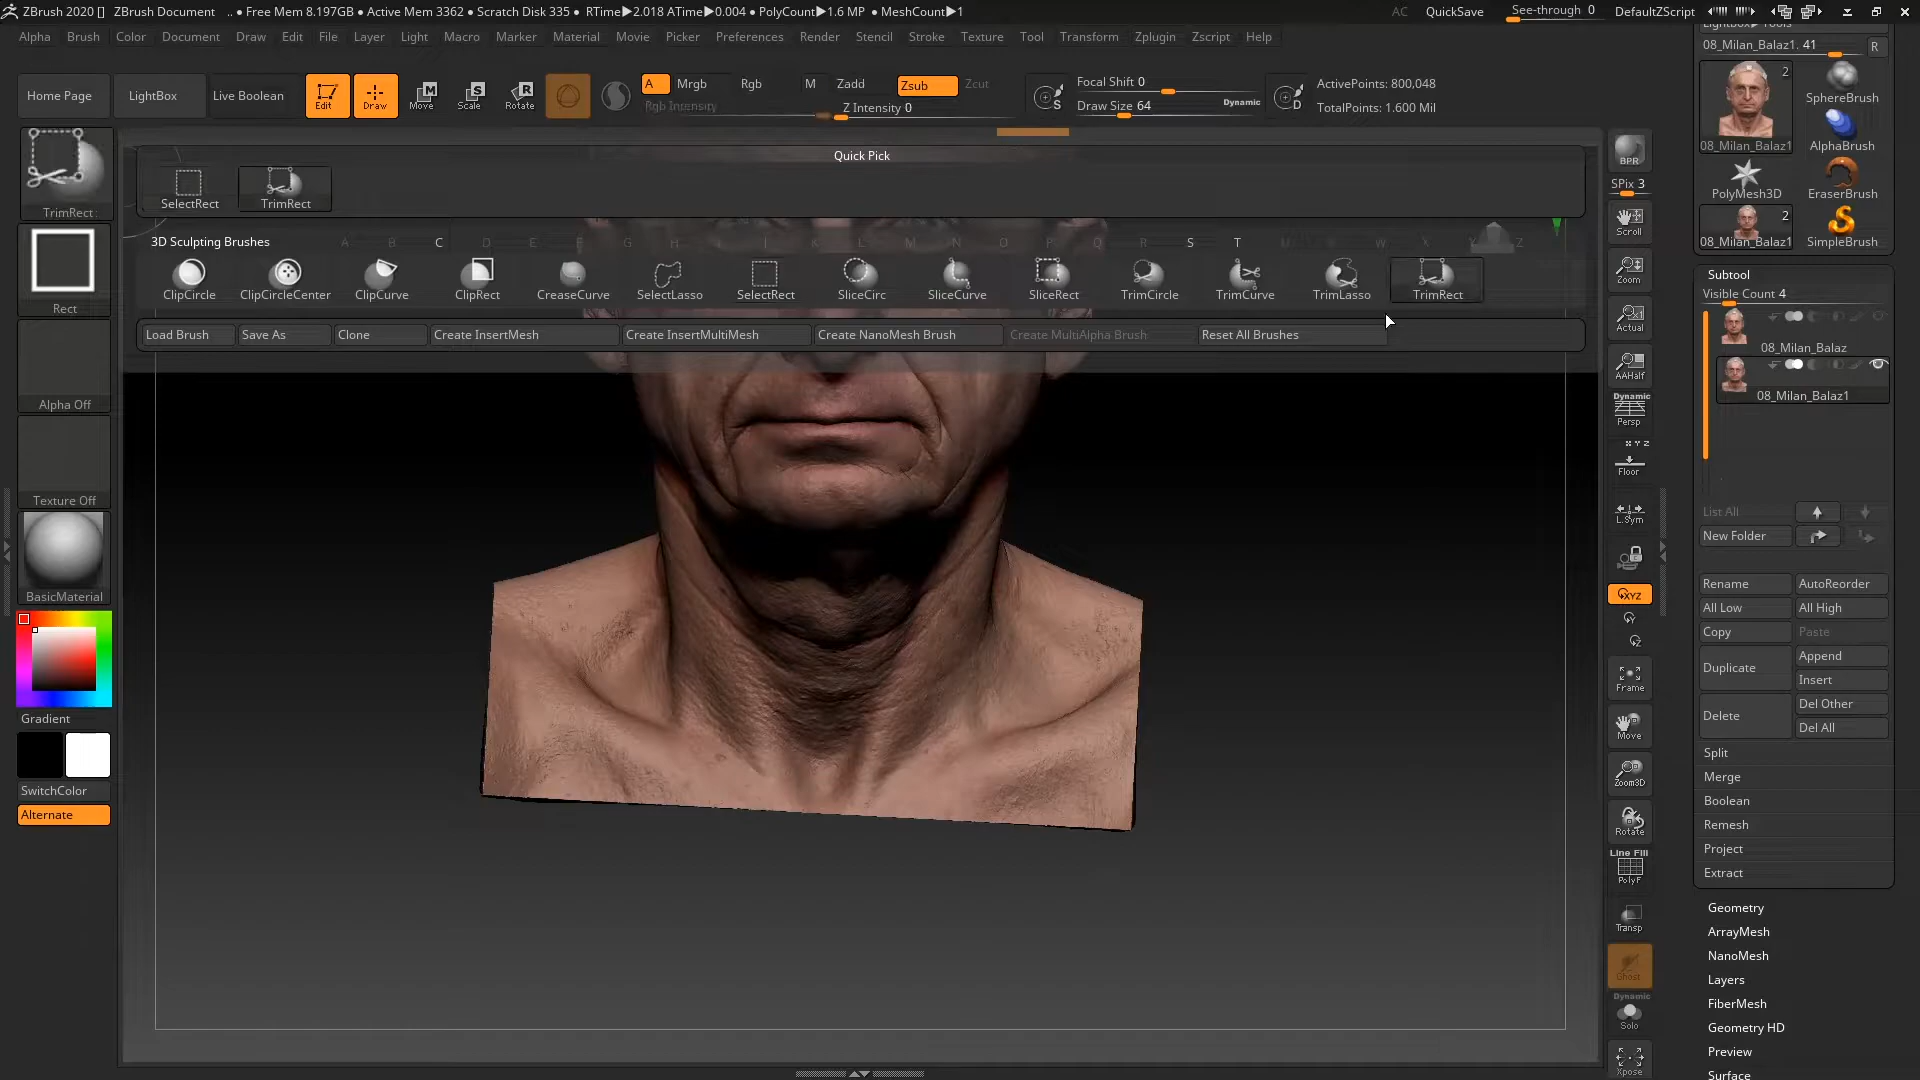 ZBrush 2020 [] ZBrush Document .. • Free Mem 8.197GB • Active Mem 3362 • Scratch Disk 335 • RTime▶2.018 ATime▶0.004 • PolyCount▶1.6 MP • MeshCount▶1 AC QuickSave See-through 0 DefaultZScript
Alpha Brush Color Document Draw Edit File Layer Light Macro Marker Material Movie Picker Preferences Render Stencil Stroke Texture Tool Transform Zplugin Zscript Help
Home Page LightBox Live Boolean Edit Draw Move Scale Rotate A Mrgb Rgb M Zadd Zsub Zcut
Rgb Intensity Z Intensity 0
Focal Shift 0
Draw Size 64 Dynamic
ActivePoints: 800,048
TotalPoints: 1.600 Mil
TrimRect
Rect
Alpha Off
Texture Off
BasicMaterial
Gradient
SwitchColor
Alternate
Quick Pick
SelectRect TrimRect
3D Sculpting Brushes A B C D E F G H I J K L M N O P Q R S T U V W X Y Z
ClipCircle ClipCircleCenter ClipCurve ClipRect CreaseCurve SelectLasso SelectRect SliceCirc SliceCurve SliceRect TrimCircle TrimCurve TrimLasso TrimRect
Load Brush Save As Clone Create InsertMesh Create InsertMultiMesh Create NanoMesh Brush Create MultiAlpha Brush Reset All Brushes
BPR
SPix 3
Scroll
Zoom
Actual
AAHalf
Dynamic
Persp
X Y Z
Floor
L.Sym
XYZ
Y
Z
Frame
Move
Zoom3D
Rotate
Line Fill
PolyF
Transp
Ghost
Dynamic
Solo
Xpose
LightBox▶Tools
08_Milan_Balaz1. 41 R
2
08_Milan_Balaz1 SphereBrush
AlphaBrush
PolyMesh3D EraserBrush
2
08_Milan_Balaz1 SimpleBrush
Subtool
Visible Count 4
08_Milan_Balaz
08_Milan_Balaz1
List All
New Folder
Rename AutoReorder
All Low All High
Copy Paste
Duplicate Append
Insert
Delete Del Other
Del All
Split
Merge
Boolean
Remesh
Project
Extract
Geometry
ArrayMesh
NanoMesh
Layers
FiberMesh
Geometry HD
Preview
Surface